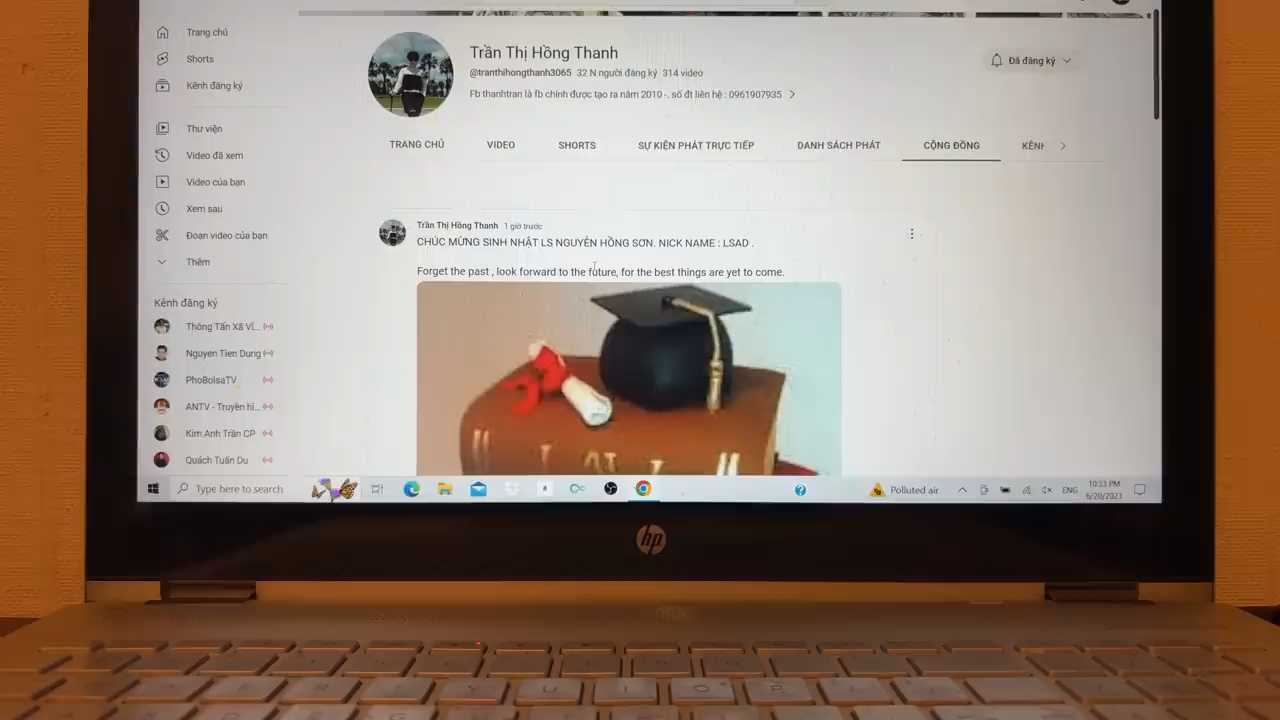 Trang chủ
Shorts
Kênh đăng ký
Thư viện
Video đã xem
Video của bạn
Xem sau
Đoạn video của bạn
Thêm
Kênh đăng ký
Thông Tấn Xã Vỉ...
Nguyen Tien Dung
PhoBolsaTV
ANTV - Truyền hì...
Kim Anh Trần CP
Quách Tuấn Du
Trần Thị Hồng Thanh
@tranthihongthanh3065 32 N người đăng ký 314 video
Fb thanhtran là fb chính được tạo ra năm 2010 -. số đt liên hệ : 0961907935
Đã đăng ký
TRANG CHỦ VIDEO SHORTS SỰ KIỆN PHÁT TRỰC TIẾP DANH SÁCH PHÁT CỘNG ĐỒNG KÊNH
Trần Thị Hồng Thanh 1 giờ trước
CHÚC MỪNG SINH NHẬT LS NGUYỄN HỒNG SƠN. NICK NAME : LSAD .
Forget the past , look forward to the future, for the best things are yet to come.
Type here to search
Polluted air
ENG
10:33 PM
6/20/2023
hp